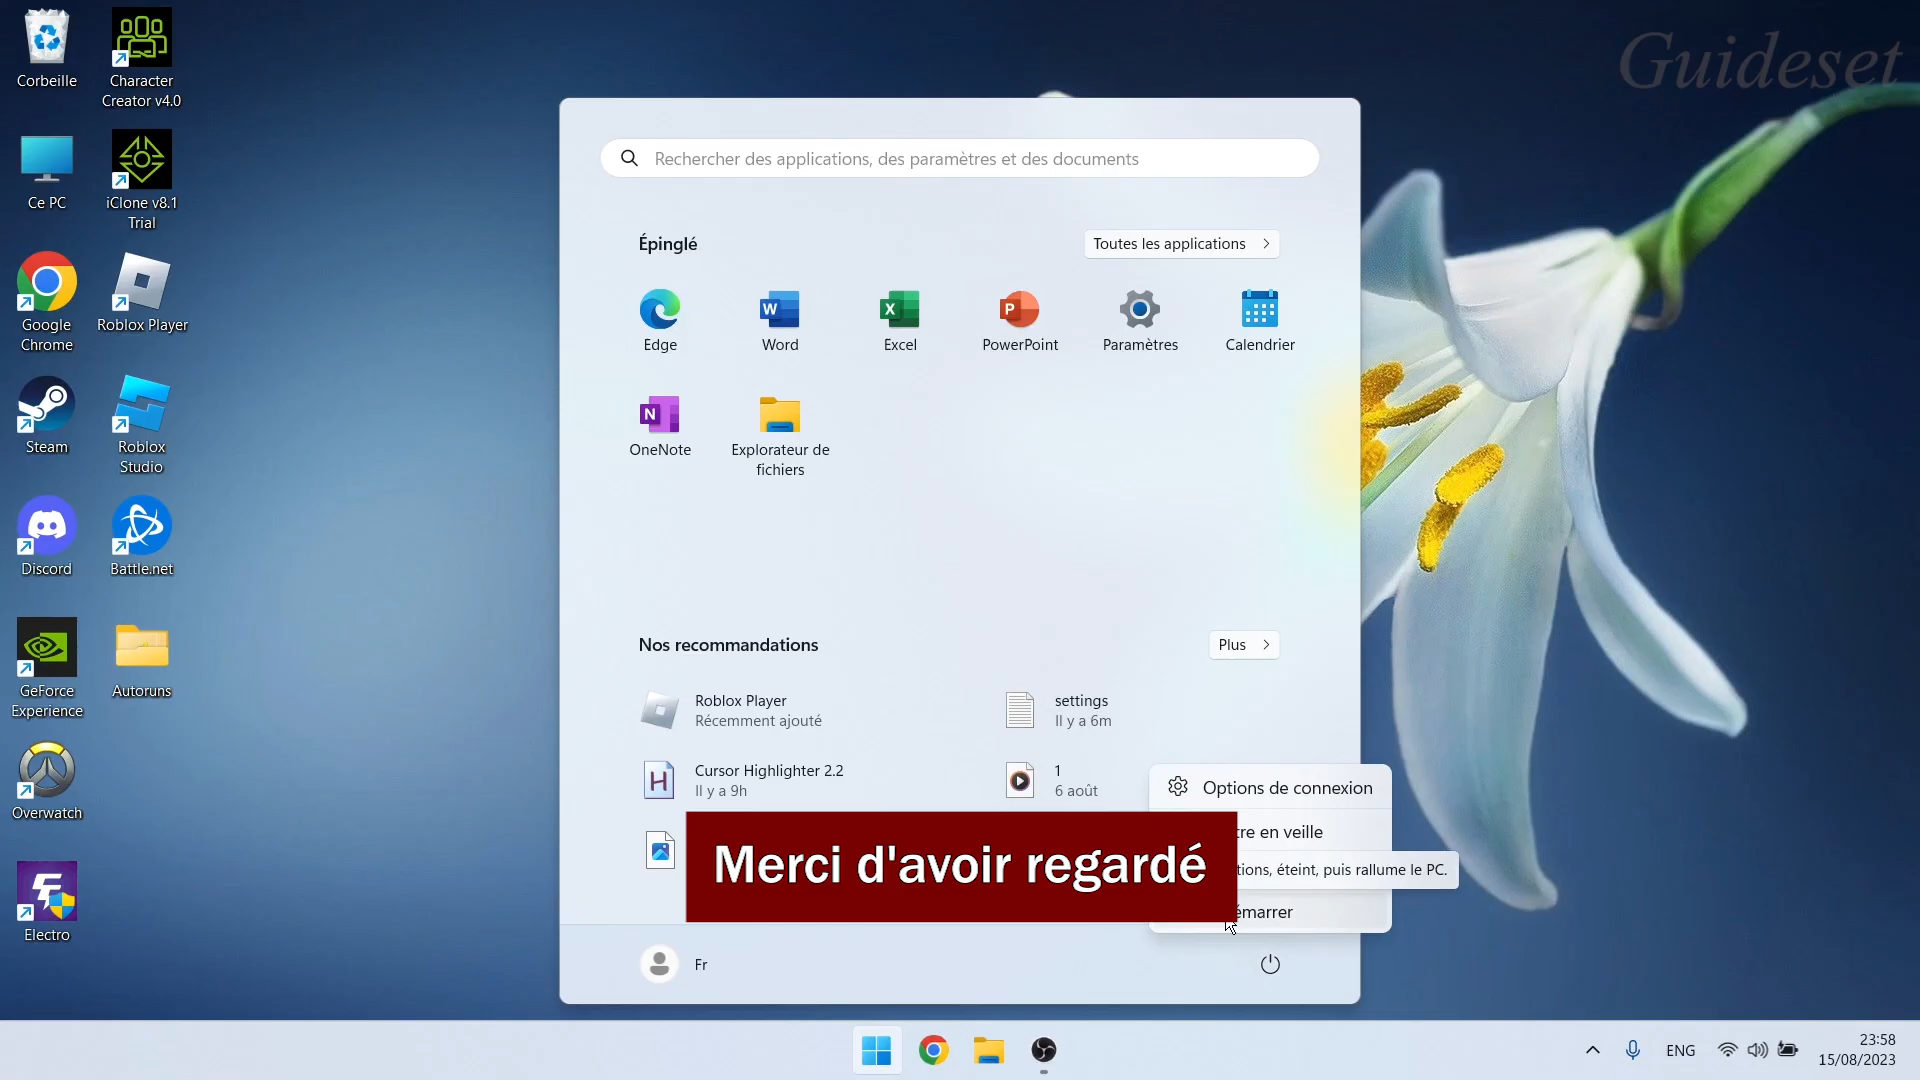 Guideset
Corbeille
Character
Creator v4.0
Ce PC
iClone v8.1
Trial
Google
Chrome
Roblox Player
Steam
Roblox
Studio
Discord
Battle.net
GeForce
Experience
Autoruns
Overwatch
Electro
Rechercher des applications, des paramètres et des documents
Épinglé
Toutes les applications
Edge
Word
Excel
PowerPoint
Paramètres
Calendrier
OneNote
Explorateur de
fichiers
Nos recommandations
Plus
Roblox Player
Récemment ajouté
settings
Il y a 6m
Cursor Highlighter 2.2
Il y a 9h
1
6 août
Options de connexion
en veille
éteint, puis rallume le PC.
Merci d'avoir regardé
Fr
ENG
23:58
15/08/2023